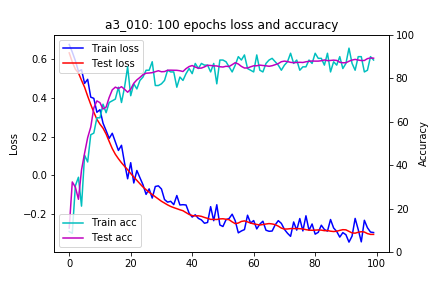 a3_010: 100 epochs loss and accuracy
Train loss
Test loss
Train acc
Test acc
Loss
Accuracy
0.6
0.4
0.2
0.0
−0.2
100
80
60
40
20
0
0 20 40 60 80 100